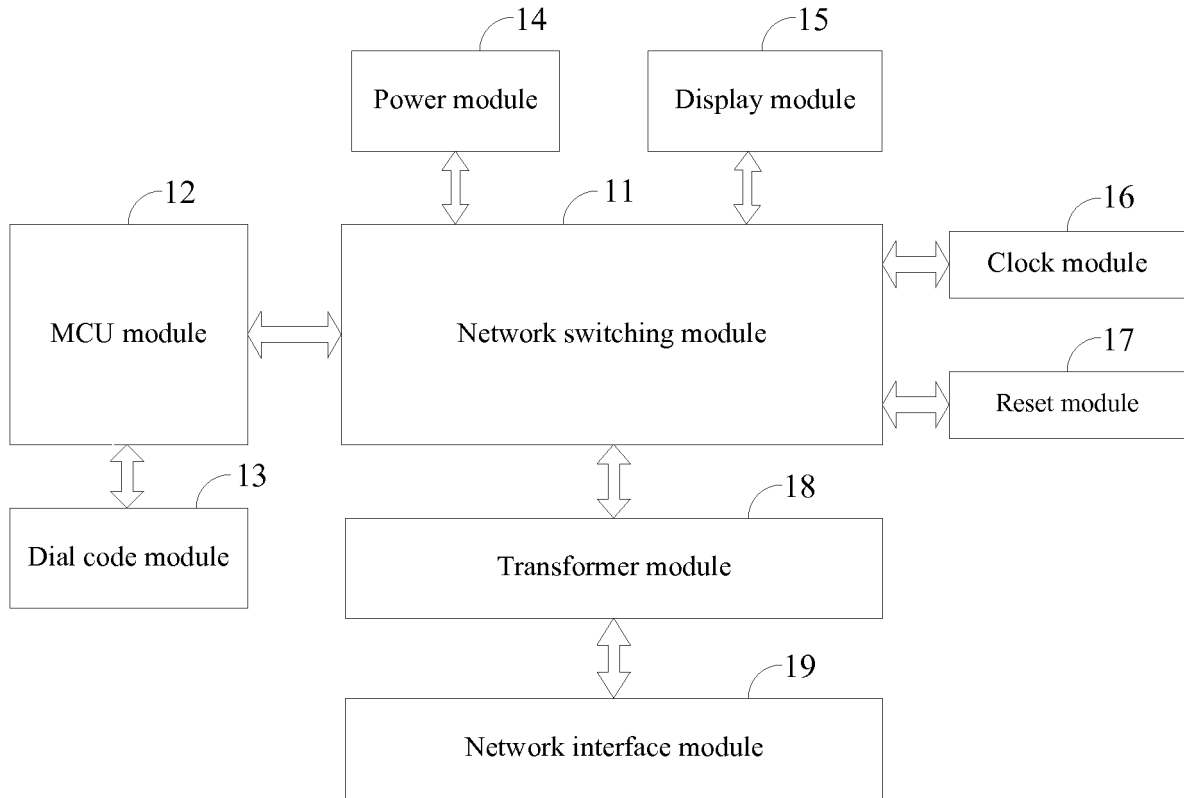 14
15
Power module
Display module
12
11
16
MCU module
Network switching module
Clock module
17
Reset module
13
18
Dial code module
Transformer module
19
Network interface module